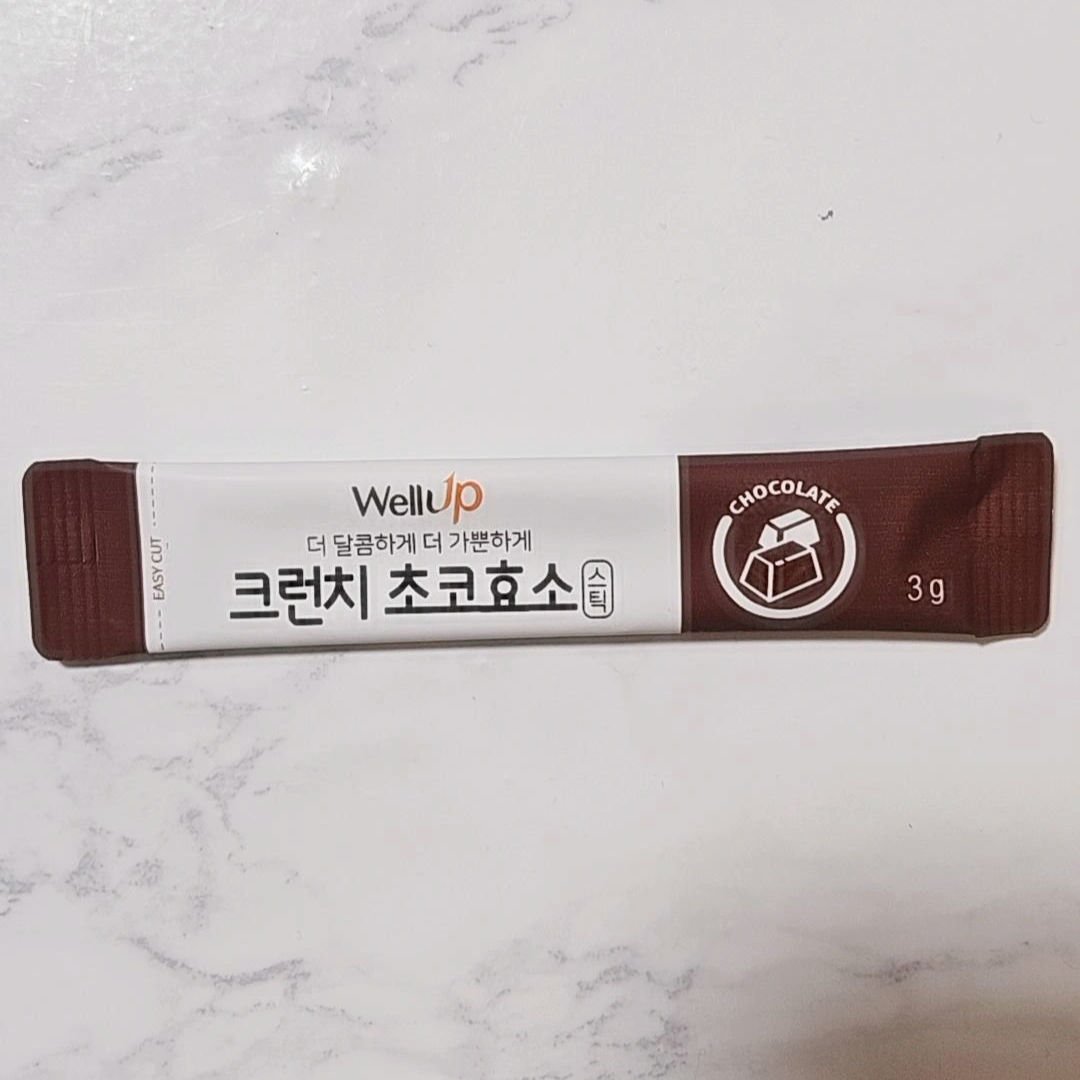 EASY CUT
WellUp
더 달콤하게 더 가뿐하게
크런치 초코효소 스틱
CHOCOLATE
3g